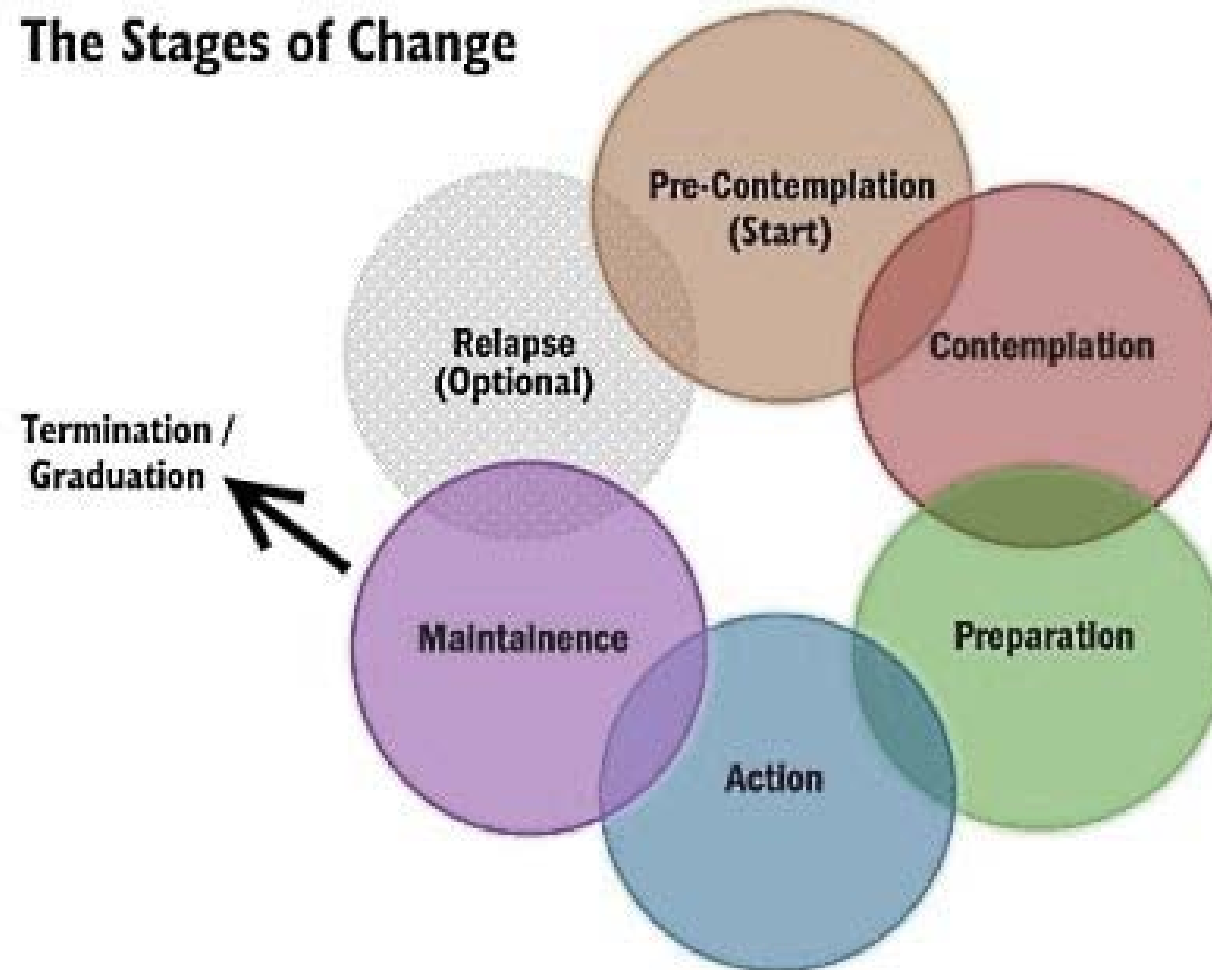 The Stages of Change
Pre-Contemplation
(Start)
Contemplation
Preparation
Action
Maintainence
Relapse
(Optional)
Termination /
Graduation